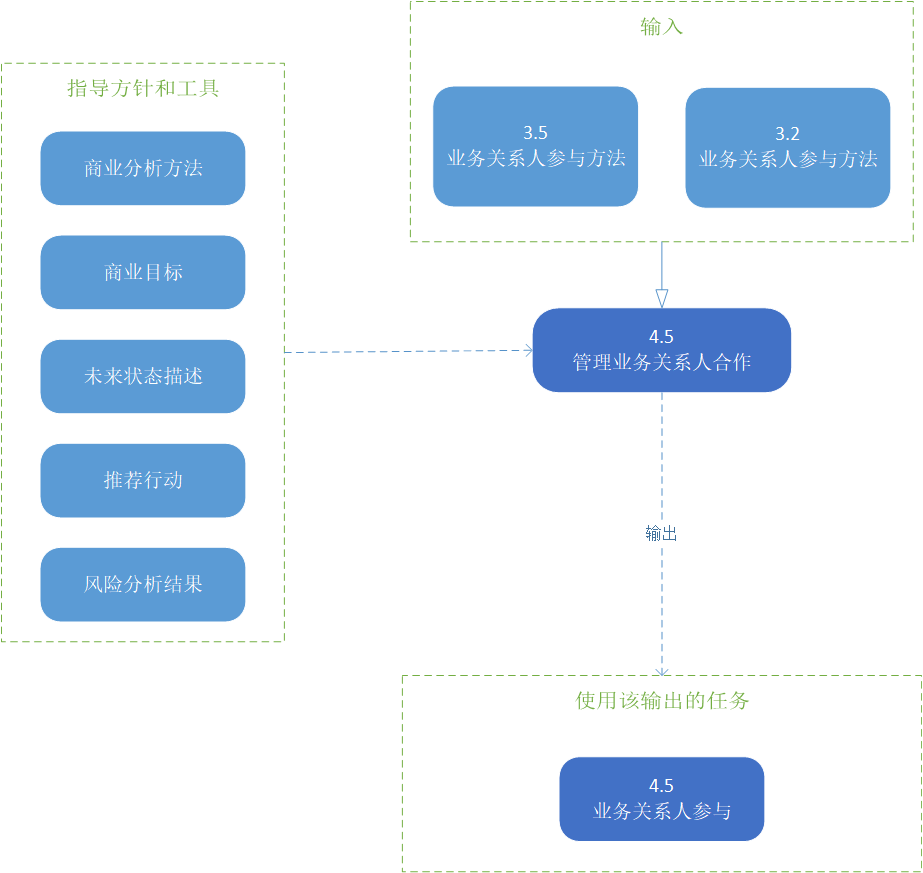 输入
3.5
业务关系人参与方法
3.2
业务关系人参与方法
指导方针和工具
商业分析方法
商业目标
未来状态描述
推荐行动
风险分析结果
4.5
管理业务关系人合作
输出
使用该输出的任务
4.5
业务关系人参与